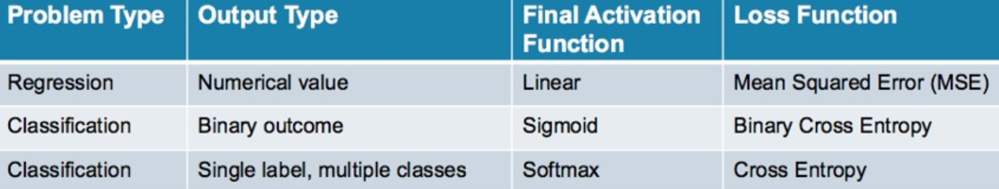 Problem Type Output Type Final Activation Loss Function
Function
Regression Numerical value Linear Mean Squared Error (MSE)
Classification Binary outcome Sigmoid Binary Cross Entropy
Classification Single label, multiple classes Softmax Cross Entropy